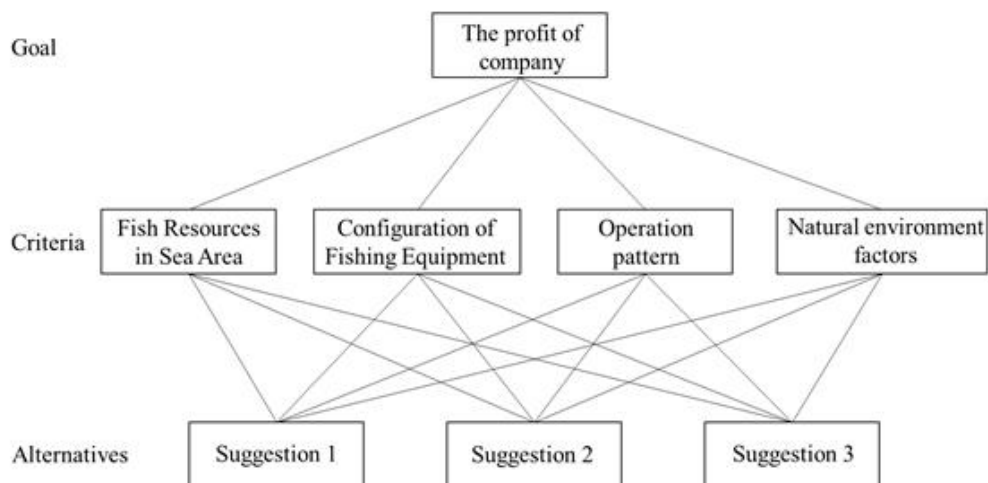 Goal
The profit of
company
Criteria
Fish Resources
in Sea Area
Configuration of
Fishing Equipment
Operation
pattern
Natural environment
factors
Alternatives
Suggestion 1
Suggestion 2
Suggestion 3